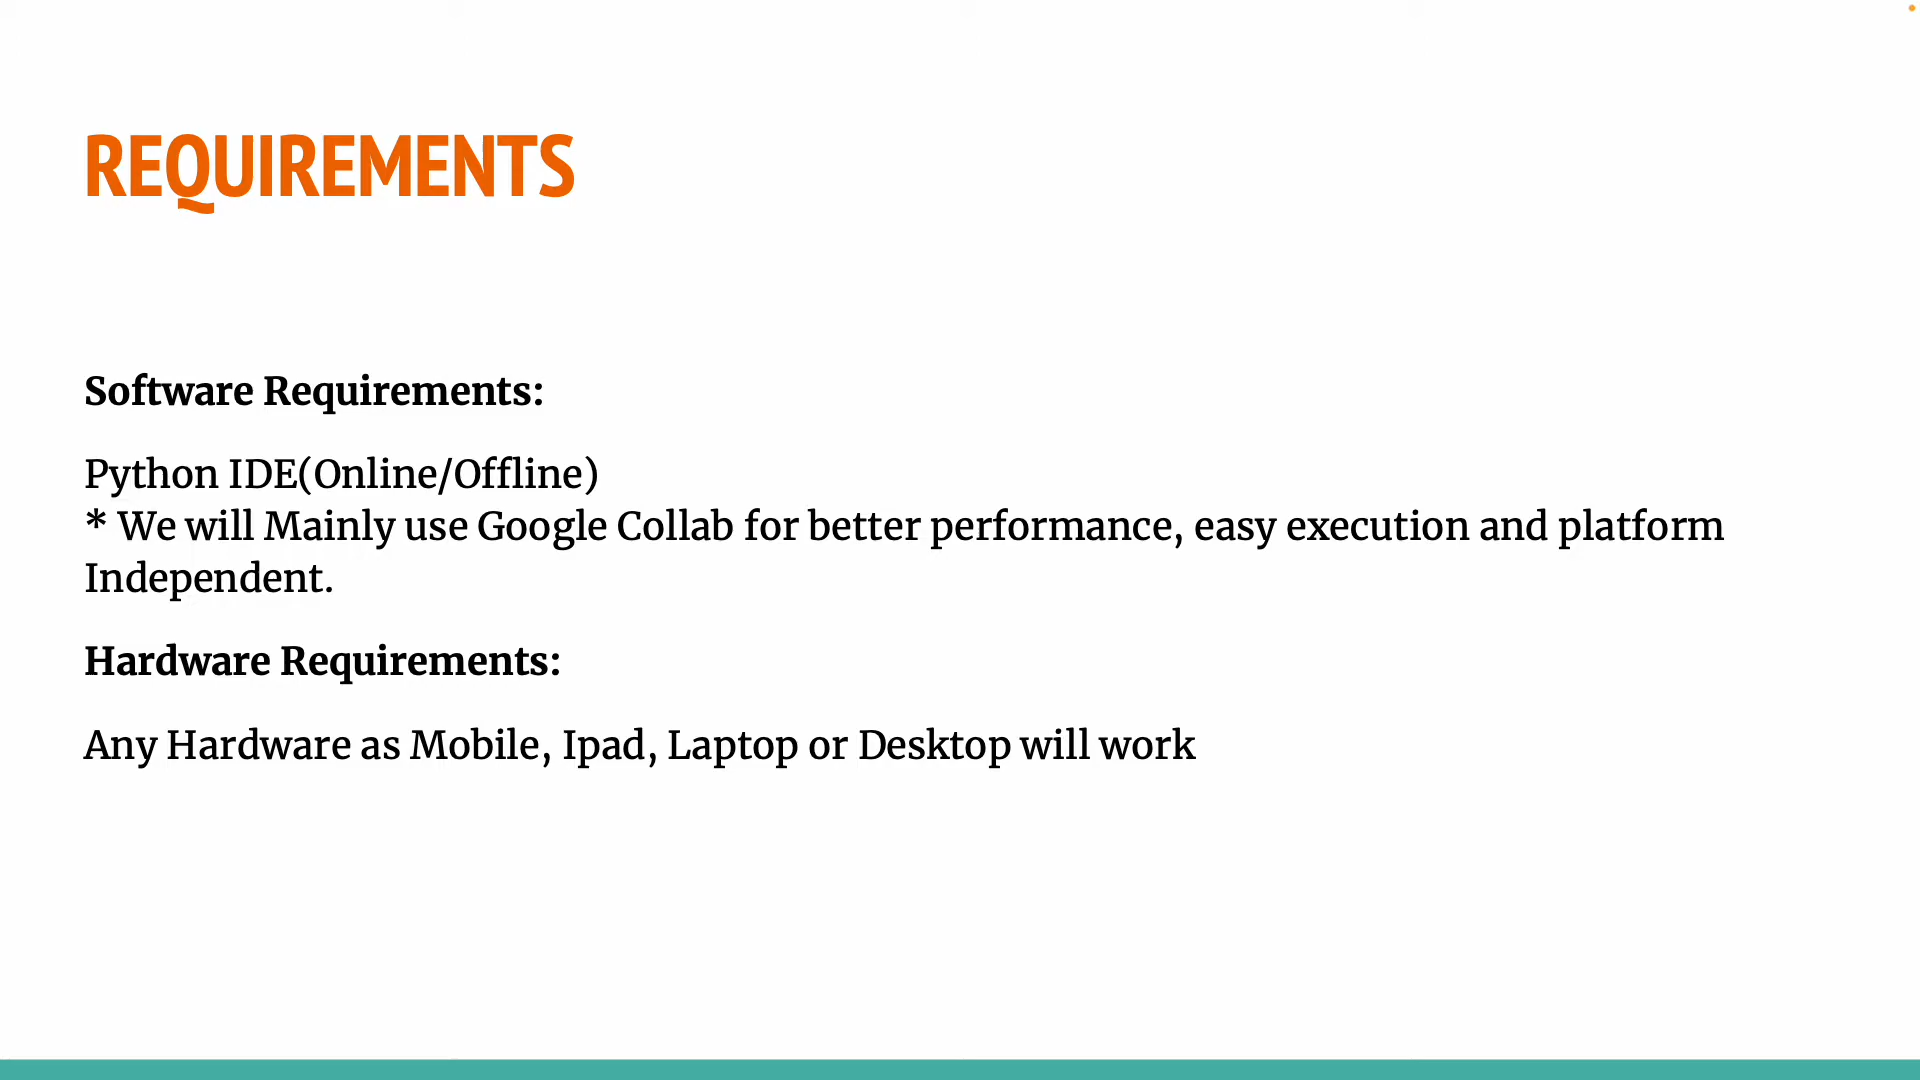 REQUIREMENTS
Software Requirements:
Python IDE(Online/Offline)
* We will Mainly use Google Collab for better performance, easy execution and platform
Independent.
Hardware Requirements:
Any Hardware as Mobile, Ipad, Laptop or Desktop will work